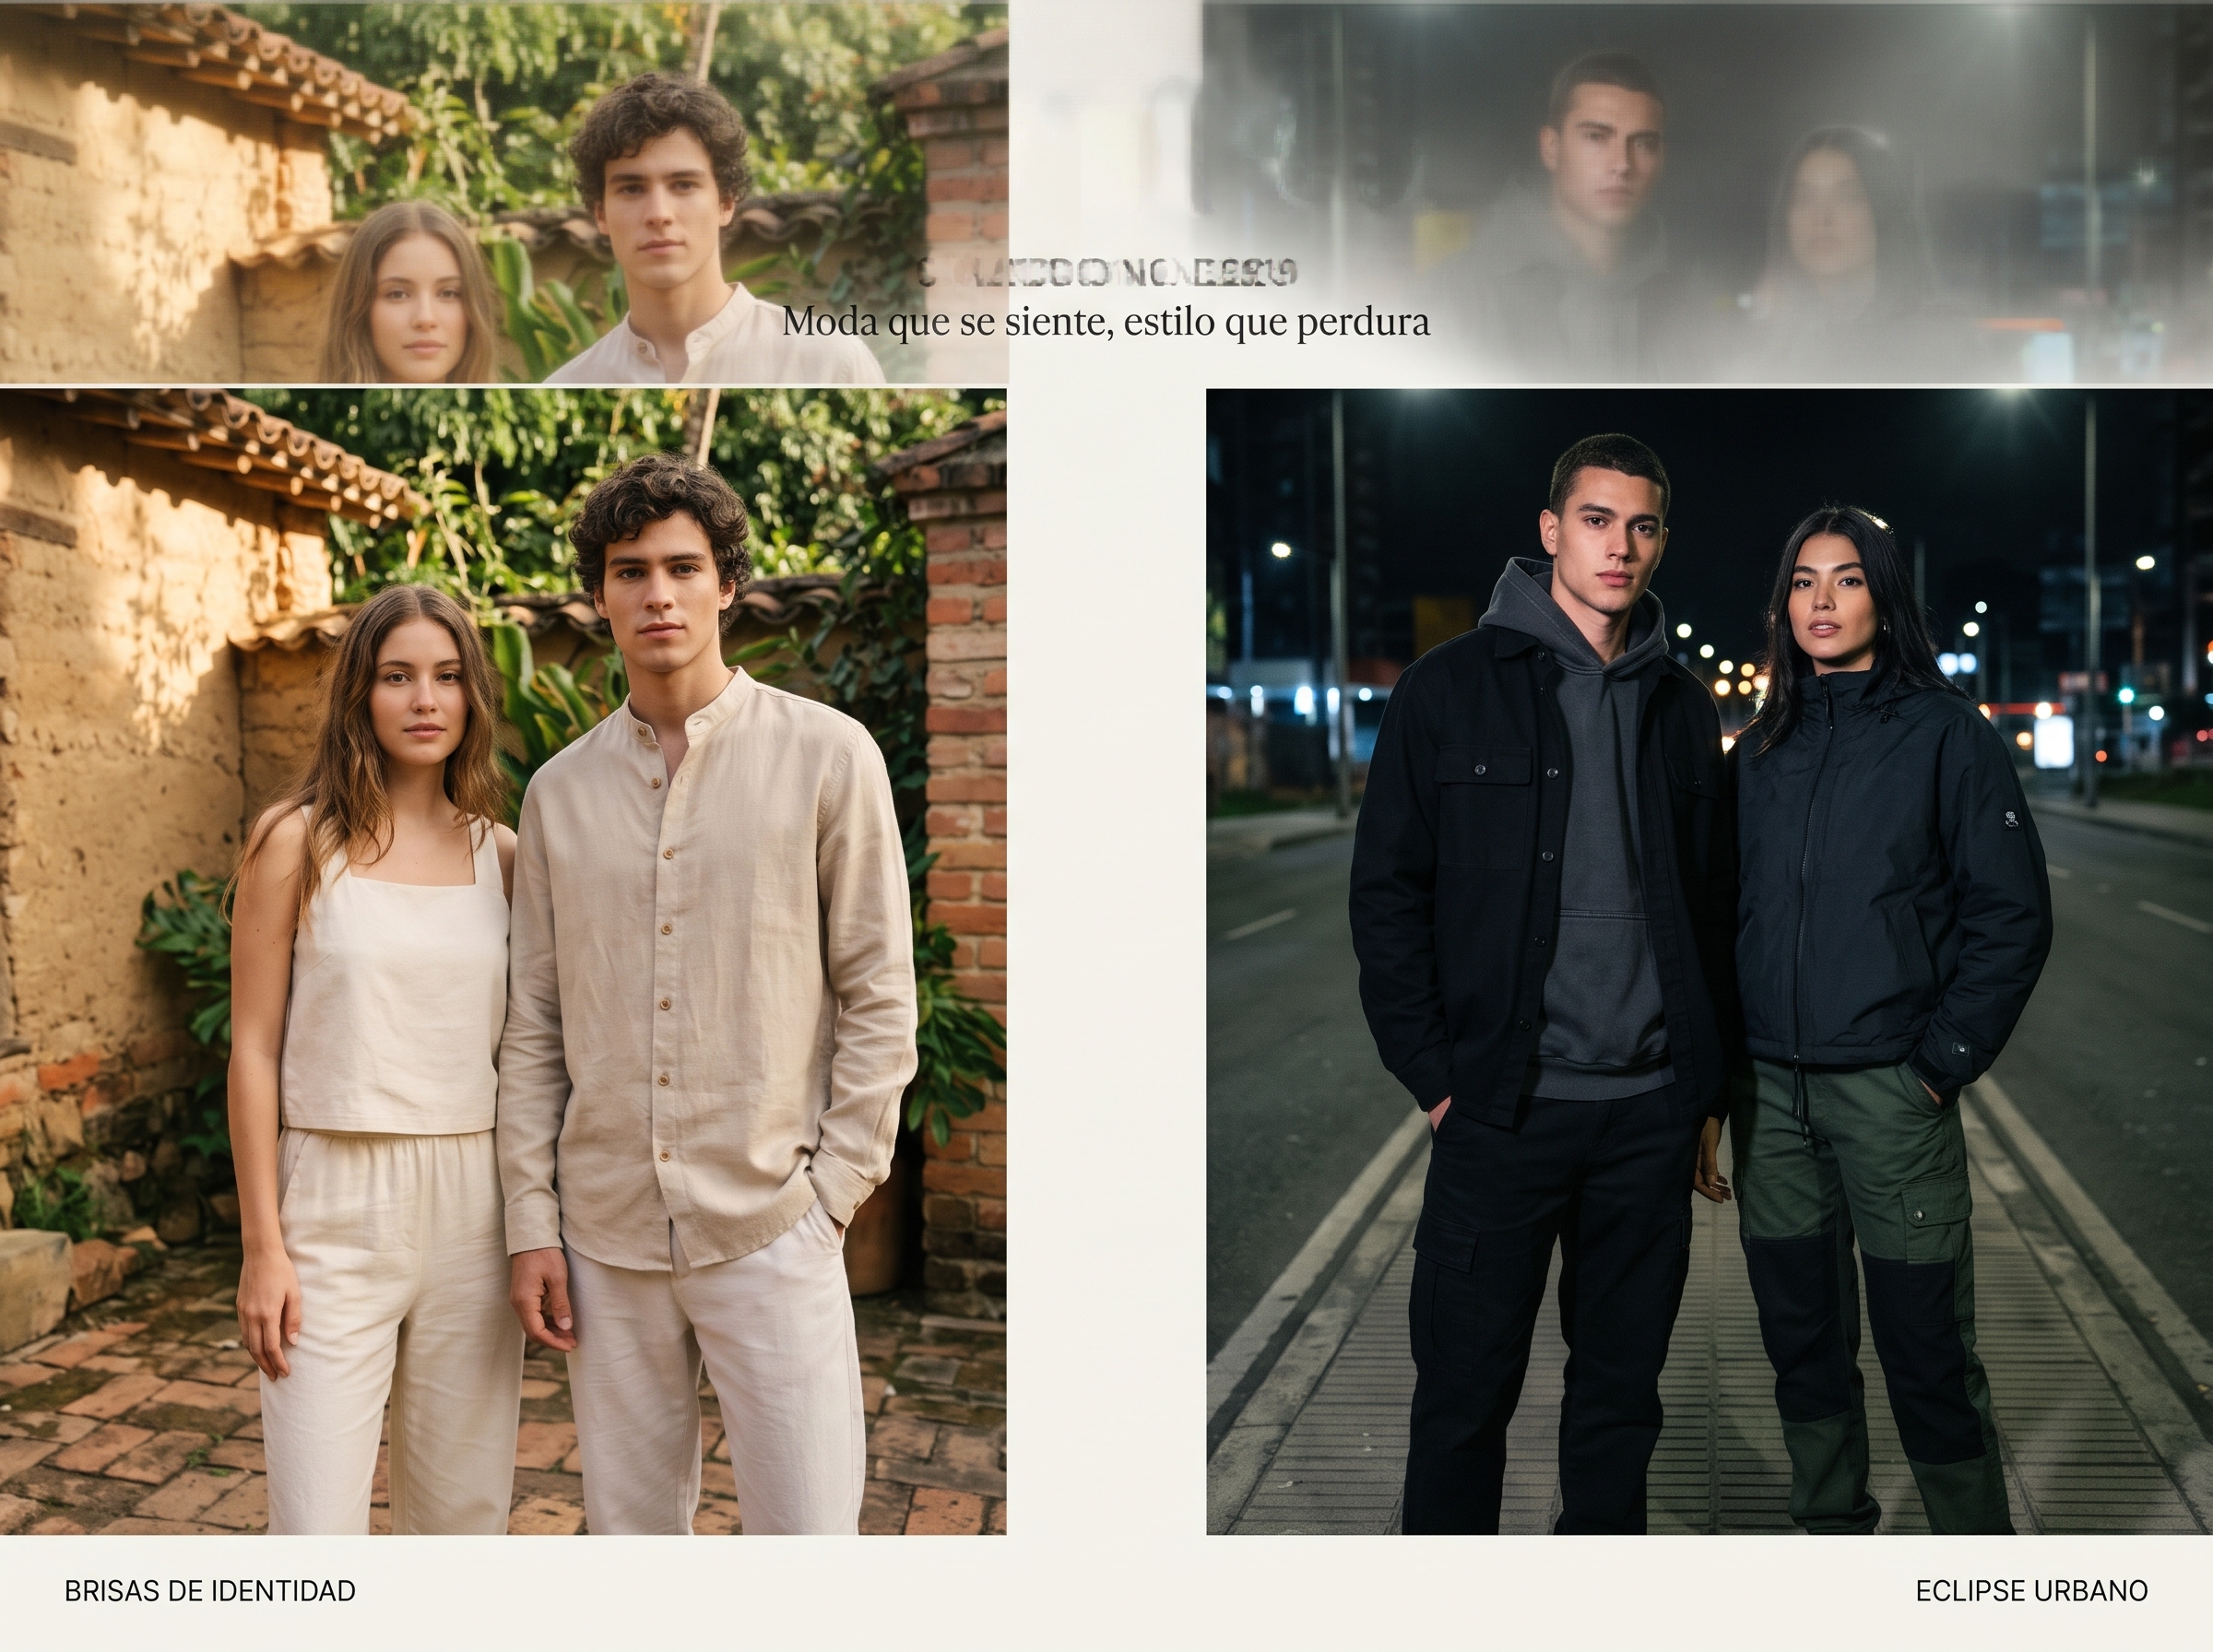 Moda que se siente, estilo que perdura
BRISAS DE IDENTIDAD
ECLIPSE URBANO